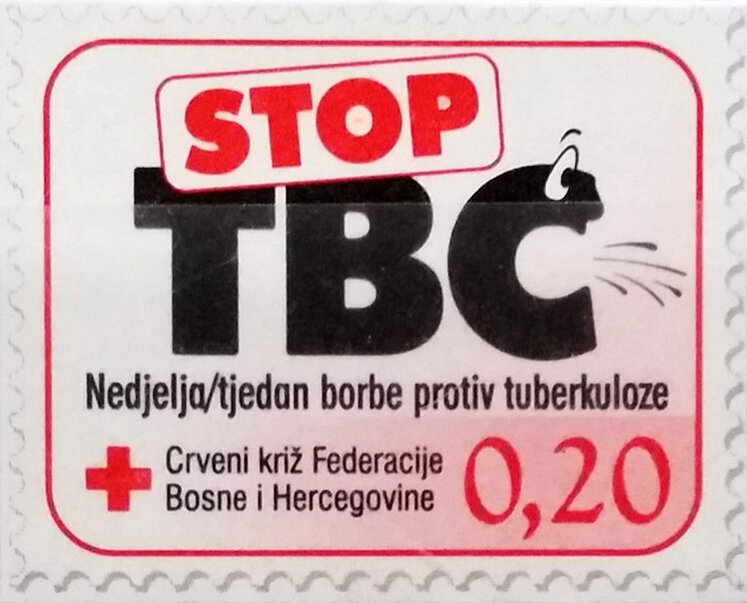 STOP
TBC
Nedjelja/tjedan borbe protiv tuberkuloze
Crveni križ Federacije
Bosne i Hercegovine
0,20